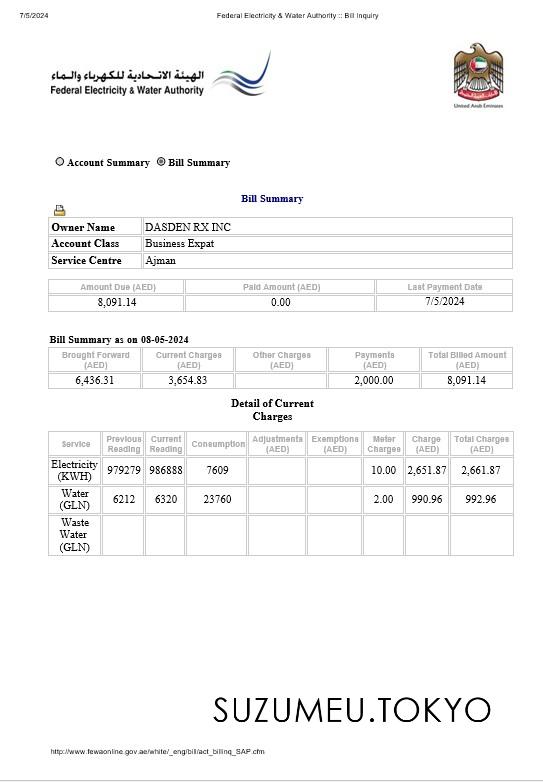 7/5/2024 Federal Electricity & Water Authority :: Bill Inquiry
الهيئة الاتحادية للكهرباء والماء
Federal Electricity & Water Authority
United Arab Emirates
Account Summary Bill Summary
Bill Summary
Owner Name DASDEN RX INC
Account Class Business Expat
Service Centre Ajman
Amount Due (AED) Paid Amount (AED) Last Payment Date
8,091.14 0.00 7/5/2024
Bill Summary as on 08-05-2024
Brought Forward (AED) Current Charges (AED) Other Charges (AED) Payments (AED) Total Billed Amount (AED)
6,436.31 3,654.83 2,000.00 8,091.14
Detail of Current
Charges
Service Previous Reading Current Reading Consumption Adjustments (AED) Exemptions (AED) Meter Charges Charge (AED) Total Charges (AED)
Electricity (KWH) 979279 986888 7609 10.00 2,651.87 2,661.87
Water (GLN) 6212 6320 23760 2.00 990.96 992.96
Waste Water (GLN)
SUZUMEU.TOKYO
http://www.fewaonline.gov.ae/white/_eng/bill/act_billinq_SAP.cfm